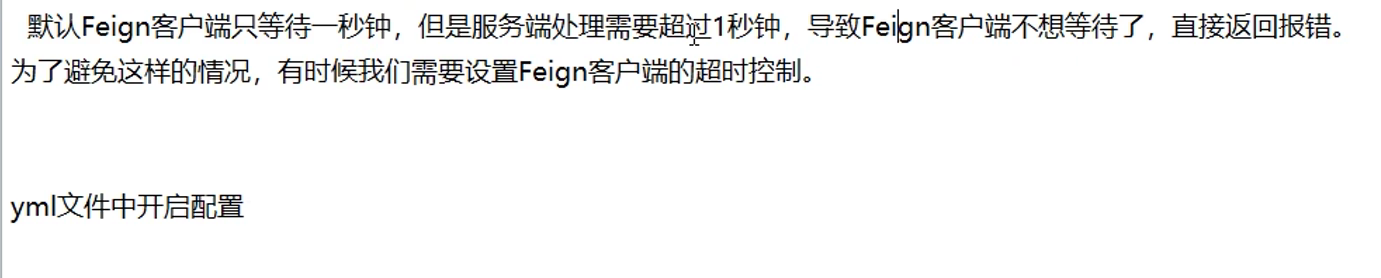 默认Feign客户端只等待一秒钟，但是服务端处理需要超过1秒钟，导致Feign客户端不想等待了，直接返回报错。
为了避免这样的情况，有时候我们需要设置Feign客户端的超时控制。
yml文件中开启配置